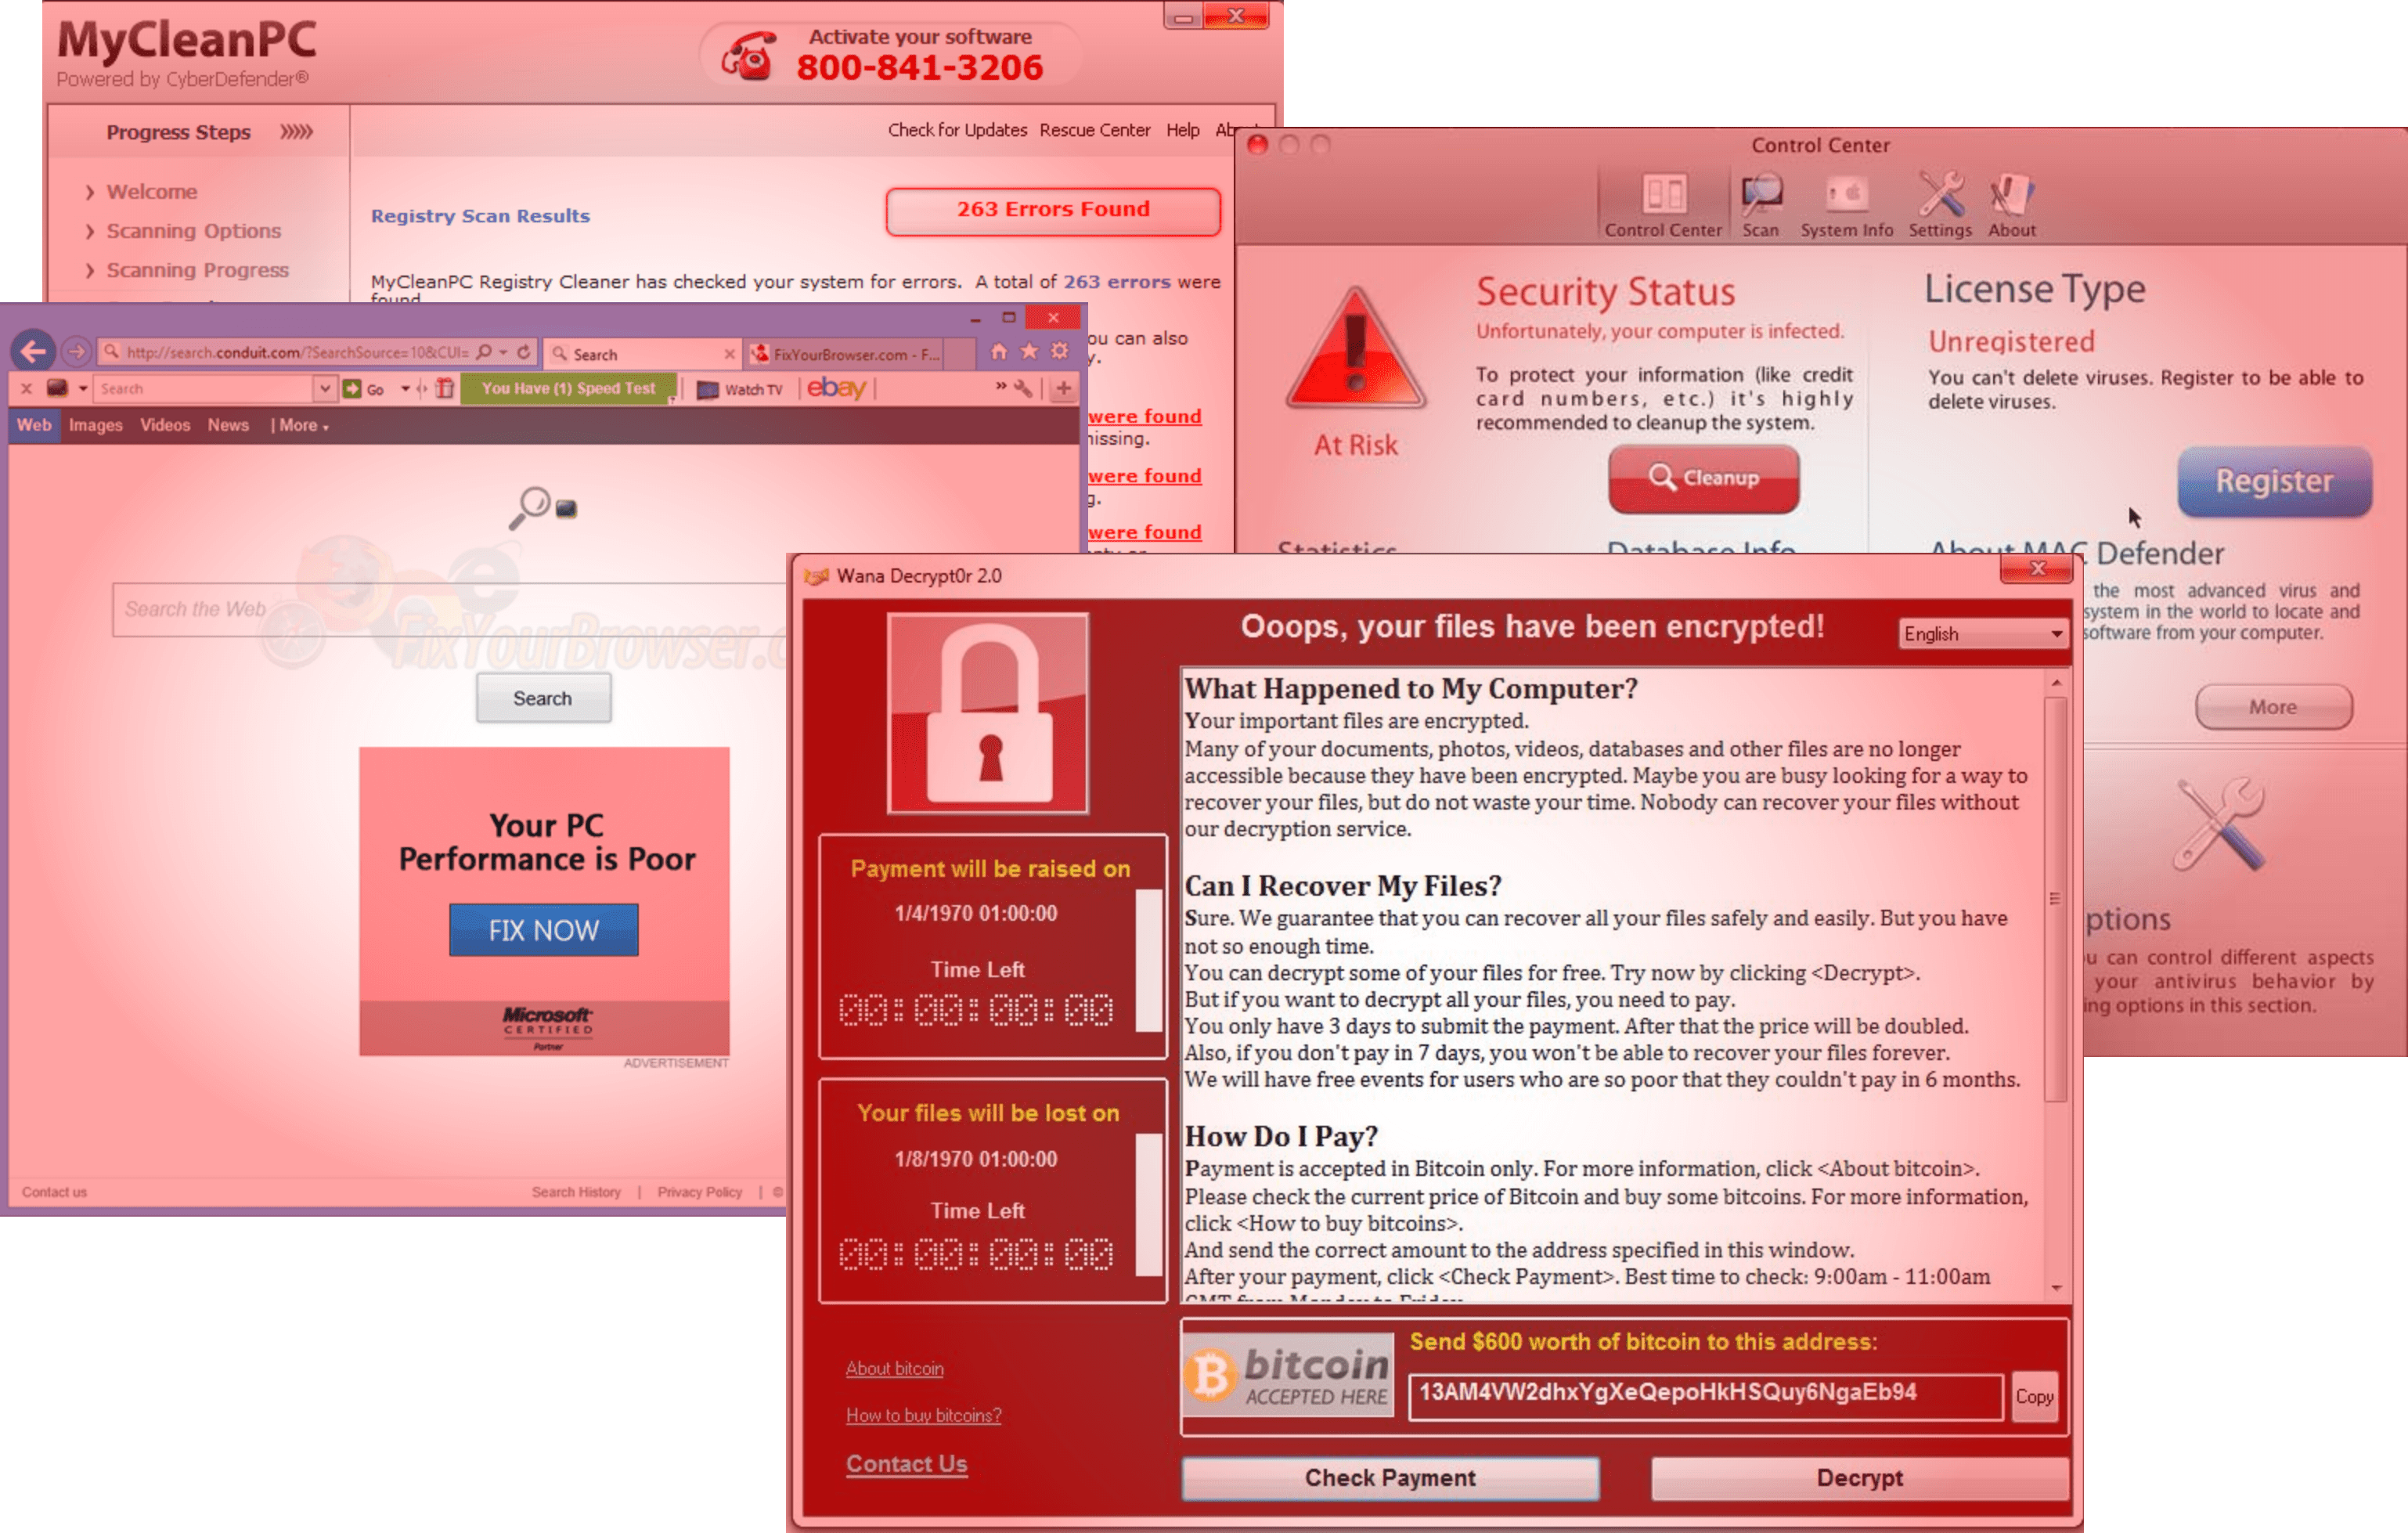 MyCleanPC
Powered by CyberDefender®
Activate your software
800-841-3206
Progress Steps
Check for Updates Rescue Center Help
Welcome
Scanning Options
Scanning Progress
Registry Scan Results
263 Errors Found
MyCleanPC Registry Cleaner has checked your system for errors. A total of 263 errors were
found
ou can also
y.
were found
issing.
were found
g.
were found
Control Center
Control Center Scan System Info Settings About
At Risk
Security Status
Unfortunately, your computer is infected.
To protect your information (like credit
card numbers, etc.) it's highly
recommended to cleanup the system.
Cleanup
License Type
Unregistered
You can't delete viruses. Register to be able to
delete viruses.
Register
Statistics
Database Info
About MAC Defender
the most advanced virus and
system in the world to locate and
software from your computer.
More
ptions
u can control different aspects
your antivirus behavior by
ing options in this section.
http://search.conduit.com/?SearchSource=10&CUI=
Search
FixYourBrowser.com - F...
Search
Go
You Have (1) Speed Test
Watch TV
ebay
Web Images Videos News | More
Search the Web
FixYourBrowser.c
Search
Your PC
Performance is Poor
FIX NOW
Microsoft
CERTIFIED
Partner
ADVERTISEMENT
Contact us
Search History | Privacy Policy | ©
Wana Decrypt0r 2.0
Ooops, your files have been encrypted!
English
Payment will be raised on
1/4/1970 01:00:00
Time Left
00:00:00:00
Your files will be lost on
1/8/1970 01:00:00
Time Left
00:00:00:00
About bitcoin
How to buy bitcoins?
Contact Us
What Happened to My Computer?
Your important files are encrypted.
Many of your documents, photos, videos, databases and other files are no longer
accessible because they have been encrypted. Maybe you are busy looking for a way to
recover your files, but do not waste your time. Nobody can recover your files without
our decryption service.
Can I Recover My Files?
Sure. We guarantee that you can recover all your files safely and easily. But you have
not so enough time.
You can decrypt some of your files for free. Try now by clicking <Decrypt>.
But if you want to decrypt all your files, you need to pay.
You only have 3 days to submit the payment. After that the price will be doubled.
Also, if you don't pay in 7 days, you won't be able to recover your files forever.
We will have free events for users who are so poor that they couldn't pay in 6 months.
How Do I Pay?
Payment is accepted in Bitcoin only. For more information, click <About bitcoin>.
Please check the current price of Bitcoin and buy some bitcoins. For more information,
click <How to buy bitcoins>.
And send the correct amount to the address specified in this window.
After your payment, click <Check Payment>. Best time to check: 9:00am - 11:00am
GMT from Monday to Friday
bitcoin
ACCEPTED HERE
Send $600 worth of bitcoin to this address:
13AM4VW2dhxYgXeQepoHkHSQuy6NgaEb94
Copy
Check Payment
Decrypt